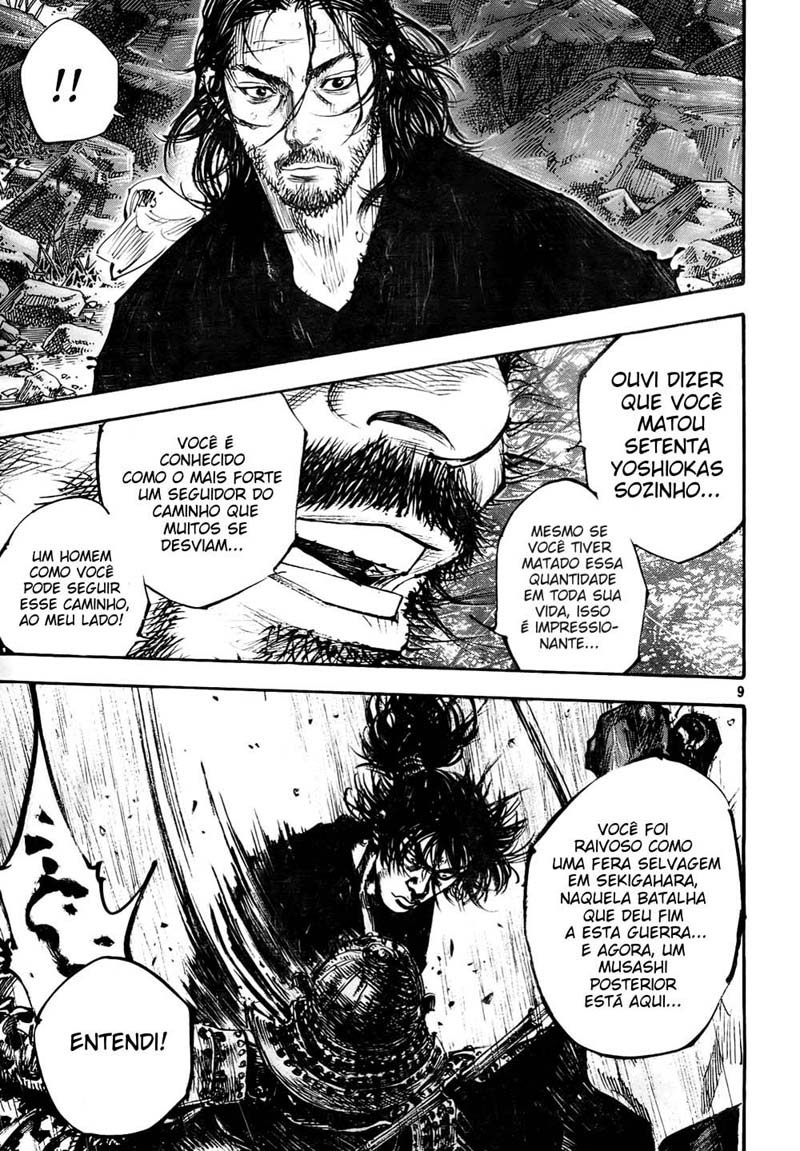 !!
OUVI DIZER
QUE VOCÊ
MATOU
SETENTA
YOSHIOKAS
SOZINHO...
MESMO SE
VOCÊ TIVER
MATADO ESSA
QUANTIDADE
EM TODA SUA
VIDA, ISSO
É IMPRESSIO-
NANTE...
VOCÊ É
CONHECIDO
COMO O MAIS FORTE
UM SEGUIDOR DO
CAMINHO QUE
MUITOS SE
DESVIAM...
UM HOMEM
COMO VOCÊ
PODE SEGUIR
ESSE CAMINHO,
AO MEU LADO!
9
VOCÊ FOI
RAIVOSO COMO
UMA FERA SELVAGEM
EM SEKIGAHARA,
NAQUELA BATALHA
QUE DEU FIM
A ESTA GUERRA...
E AGORA, UM
MUSASHI
POSTERIOR
ESTÁ AQUI...
ENTENDI!